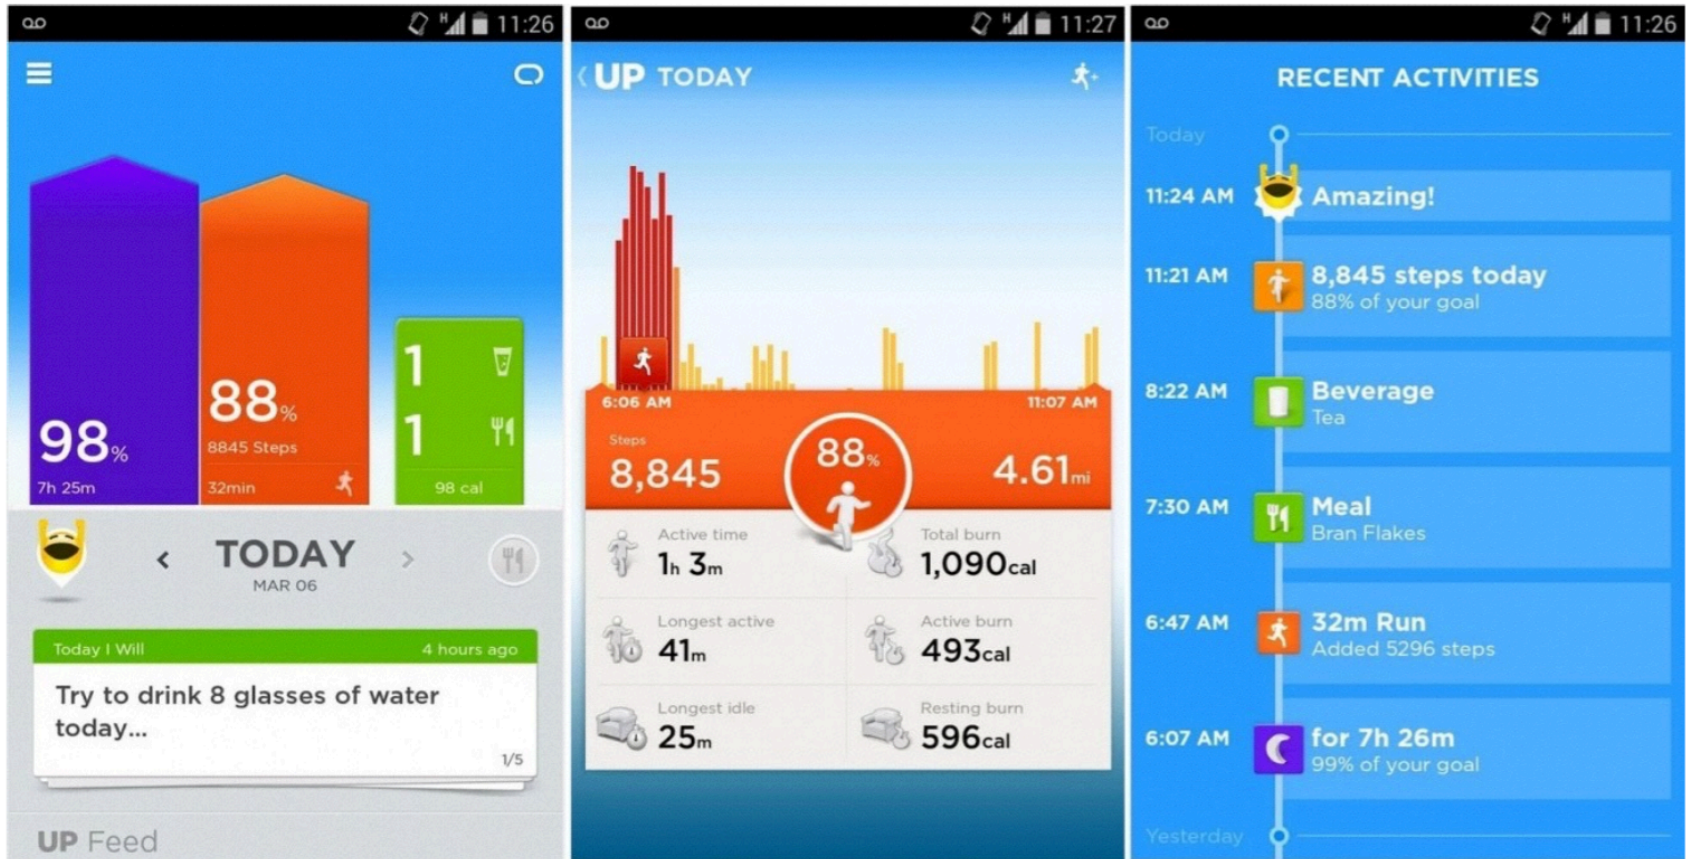 11:26
98%
7h 25m
88%
8845 Steps
32min
1
1
98 cal
TODAY
MAR 06
Today I Will
4 hours ago
Try to drink 8 glasses of water
today...
1/5
UP Feed
H
11:27
UP TODAY
6:06 AM
11:07 AM
Steps
8,845
88%
4.61mi
Active time
1h 3m
Total burn
1,090cal
Longest active
41m
Active burn
493cal
Longest idle
25m
Resting burn
596cal
11:26
RECENT ACTIVITIES
Today
11:24 AM
Amazing!
11:21 AM
8,845 steps today
88% of your goal
8:22 AM
Beverage
Tea
7:30 AM
Meal
Bran Flakes
6:47 AM
32m Run
Added 5296 steps
6:07 AM
for 7h 26m
99% of your goal
Yesterday